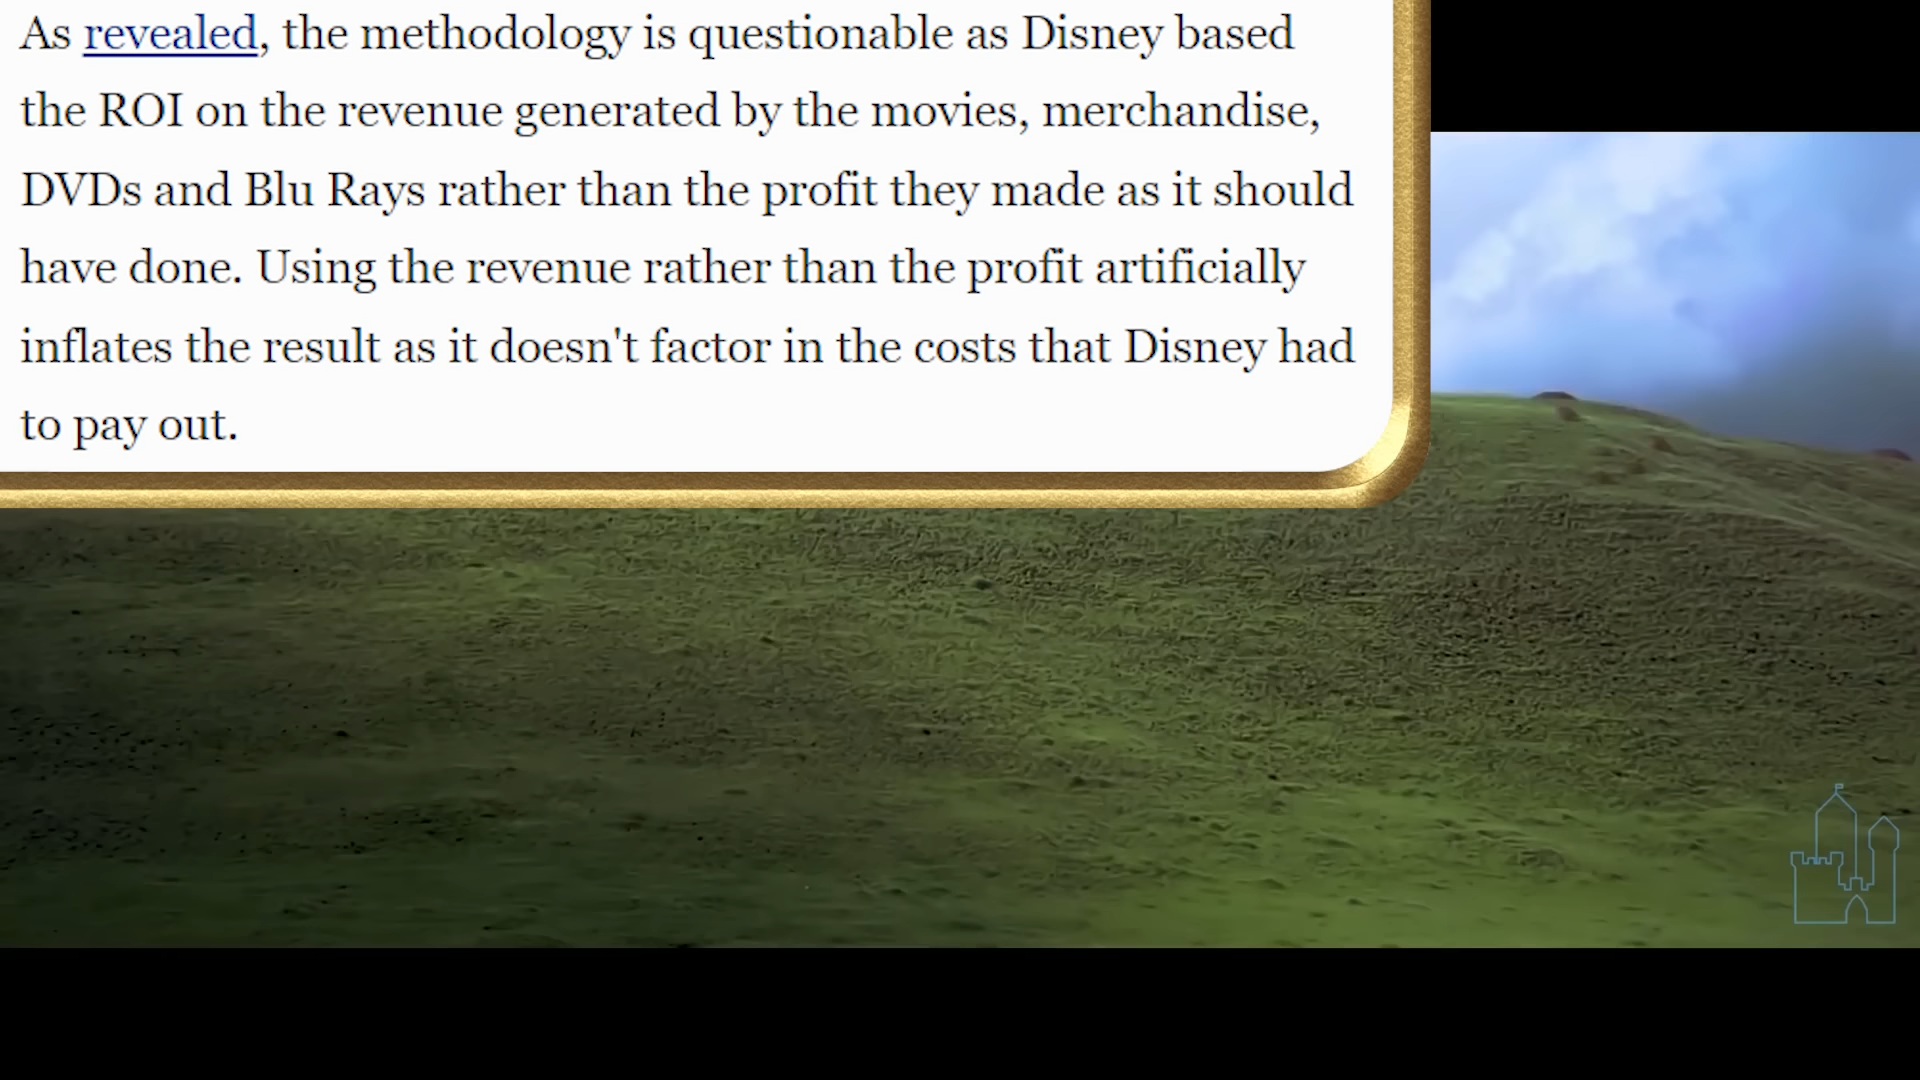 As revealed, the methodology is questionable as Disney based
the ROI on the revenue generated by the movies, merchandise,
DVDs and Blu Rays rather than the profit they made as it should
have done. Using the revenue rather than the profit artificially
inflates the result as it doesn't factor in the costs that Disney had
to pay out.